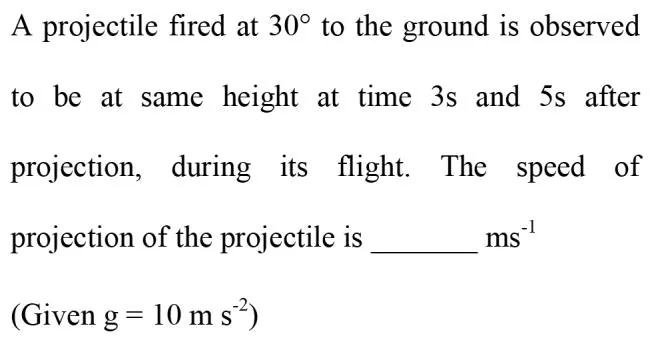 A projectile fired at 30° to the ground is observed
to be at same height at time 3s and 5s after
projection, during its flight. The speed of
projection of the projectile is _______ ms⁻¹
(Given g = 10 m s⁻²)